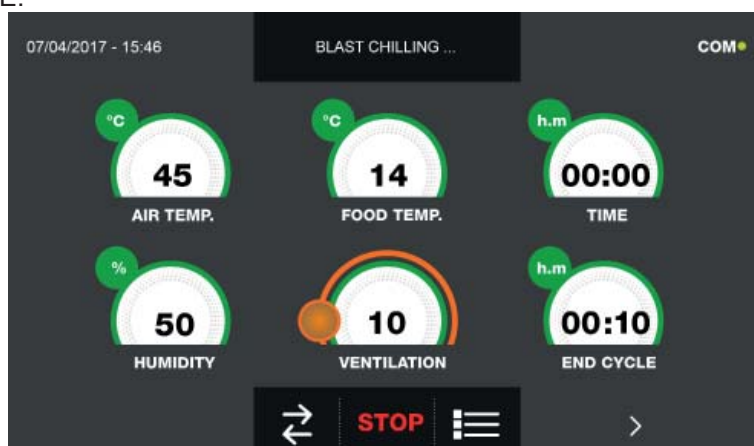 E:
07/04/2017 - 15:46
BLAST CHILLING ...
COM
°C
45
AIR TEMP.
°C
14
FOOD TEMP.
h.m
00:00
TIME
%
50
HUMIDITY
10
VENTILATION
h.m
00:10
END CYCLE
STOP